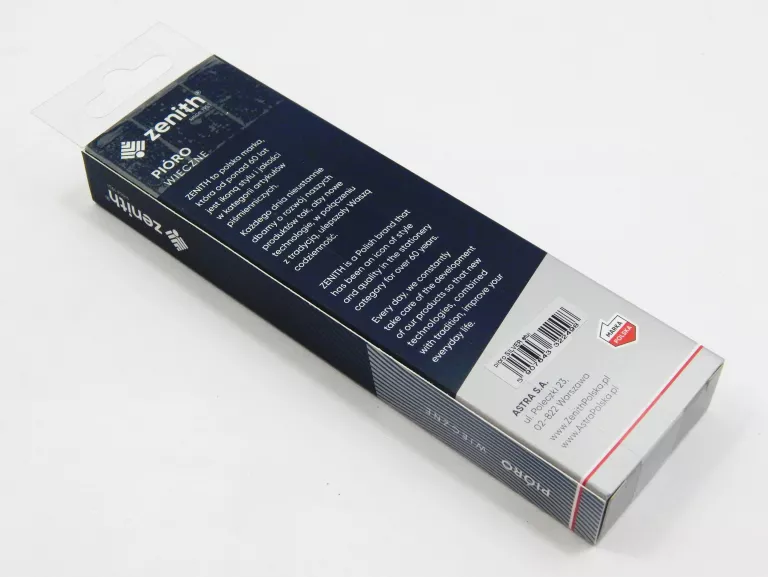 zenith®
PIÓRO
WIECZNE
ZENITH to polska marka,
która od ponad 60 lat
jest ikoną stylu i jakości
w kategorii artykułów
piśmienniczych.
Każdego dnia nieustannie
dbamy o rozwój naszych
produktów tak, aby nowe
technologie, w połączeniu
z tradycją, ulepszały Waszą
codzienność.
ZENITH is a Polish brand that
has been an icon of style
and quality in the stationery
category for over 60 years.
Every day, we constantly
take care of the development
of our products so that new
technologies, combined
with tradition, improve your
everyday life.
ASTRA S.A.
ul. Poleczki 23,
02-822 Warszawa
www.ZenithPolska.pl
www.AstraPolska.pl
MARKA
POLSKA
zenith®
PIÓRO WIECZNE